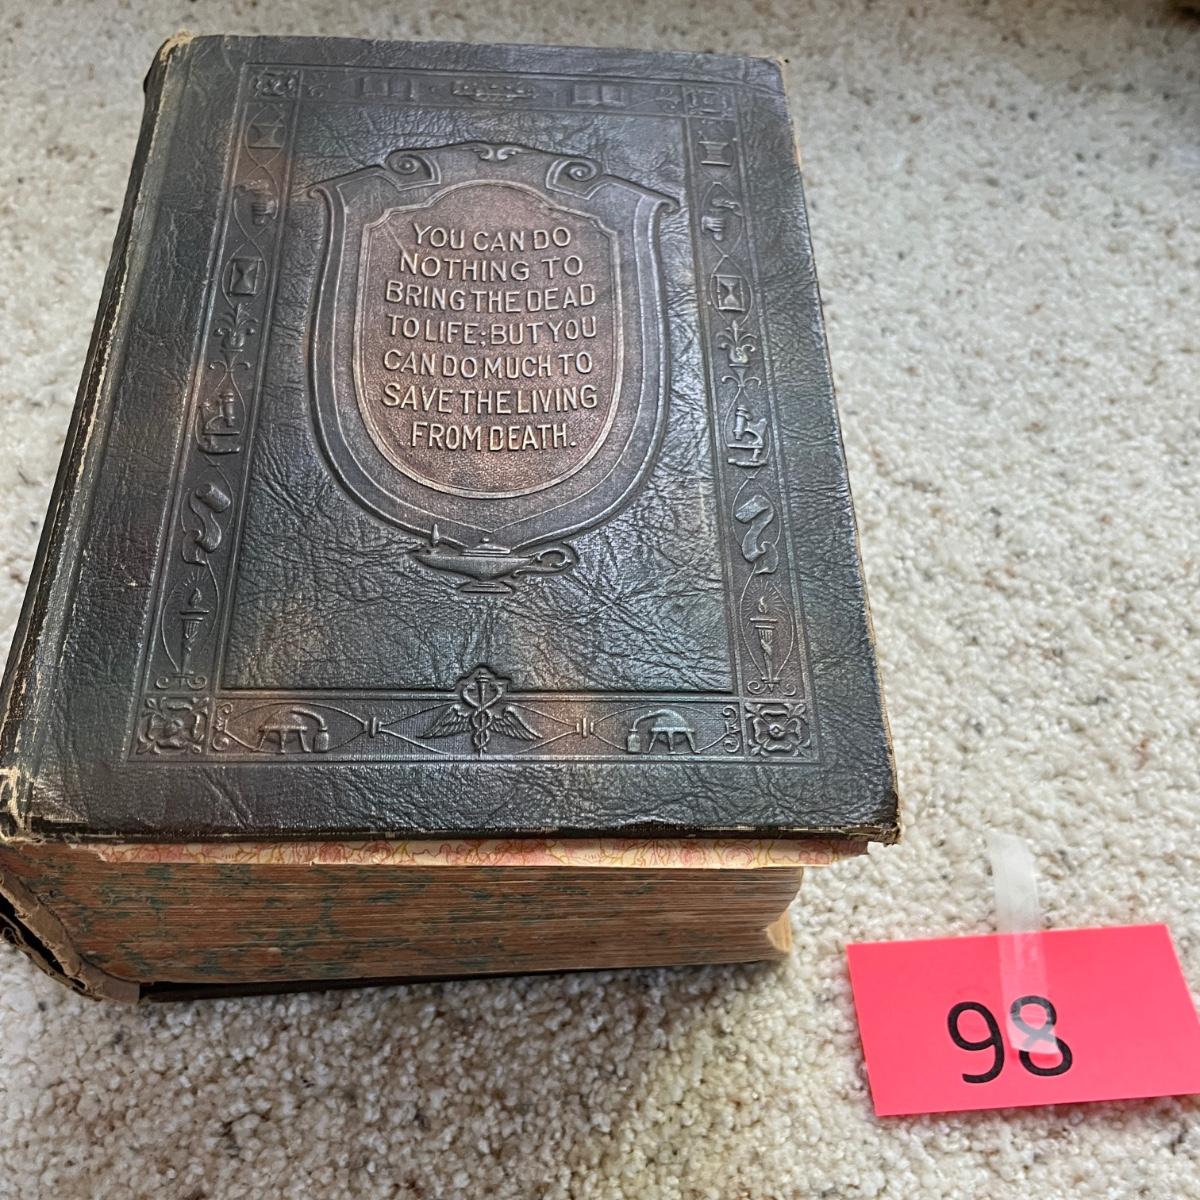 YOU CAN DO
NOTHING TO
BRING THE DEAD
TO LIFE; BUT YOU
CAN DO MUCH TO
SAVE THE LIVING
FROM DEATH.
98